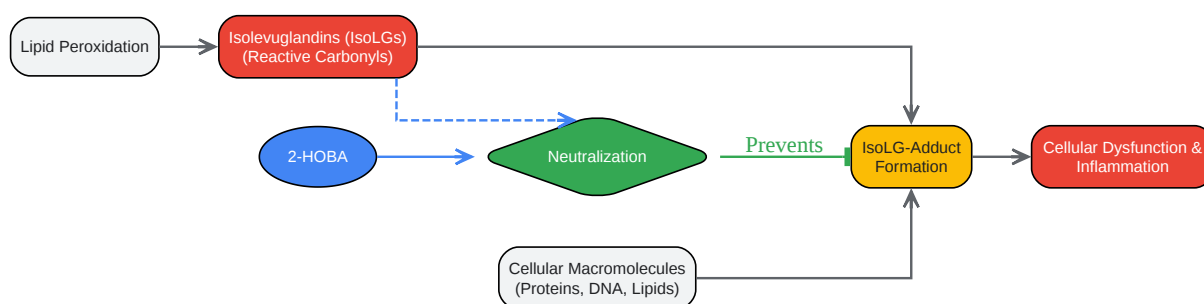 Lipid Peroxidation
Isolevuglandins (IsoLGs)
(Reactive Carbonyls)
2-HOBA
Neutralization
Prevents
IsoLG-Adduct
Formation
Cellular Dysfunction &
Inflammation
Cellular Macromolecules
(Proteins, DNA, Lipids)